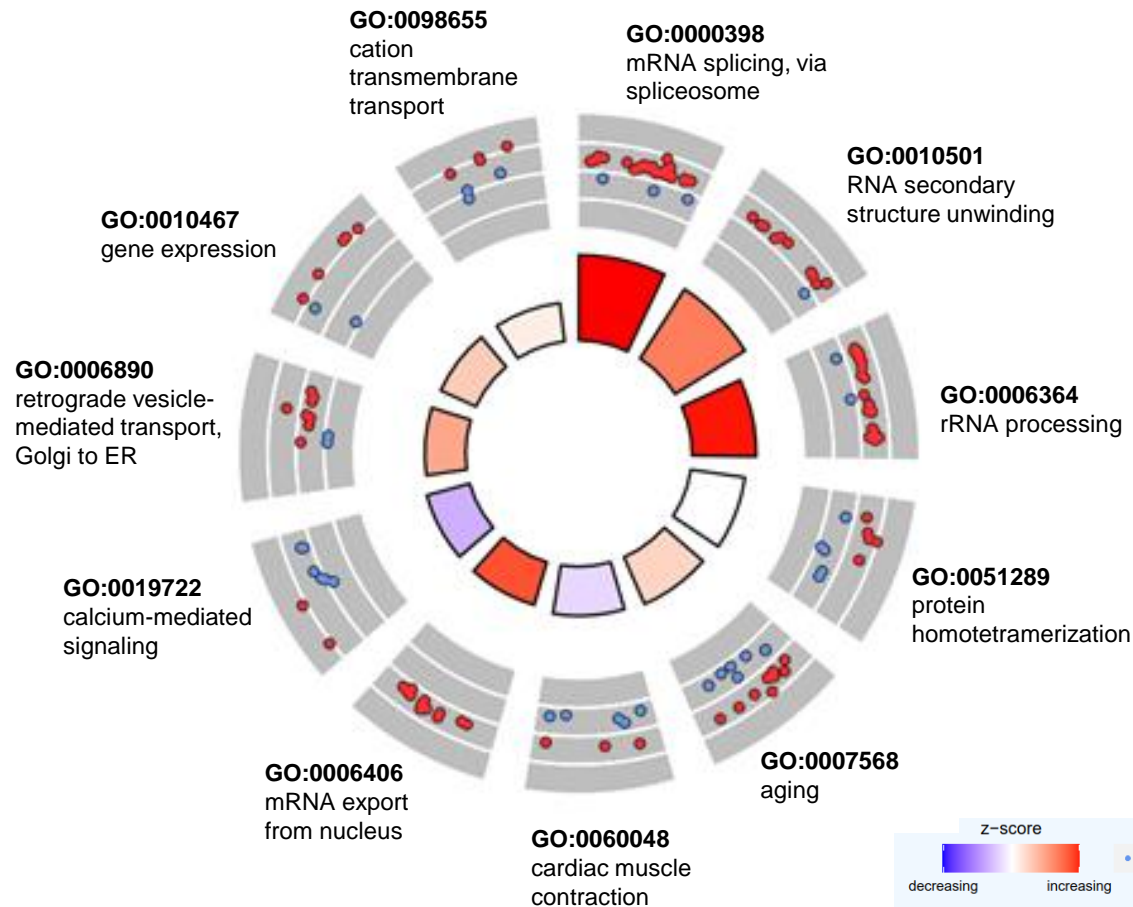 GO:0098655
cation
transmembrane
transport
GO:0000398
mRNA splicing, via
spliceosome
GO:0010501
RNA secondary
structure unwinding
GO:0006364
rRNA processing
GO:0051289
protein
homotetramerization
GO:0007568
aging
GO:0060048
cardiac muscle
contraction
GO:0006406
mRNA export
from nucleus
GO:0019722
calcium-mediated
signaling
GO:0006890
retrograde vesicle-
mediated transport,
Golgi to ER
GO:0010467
gene expression
z-score
decreasing
increasing